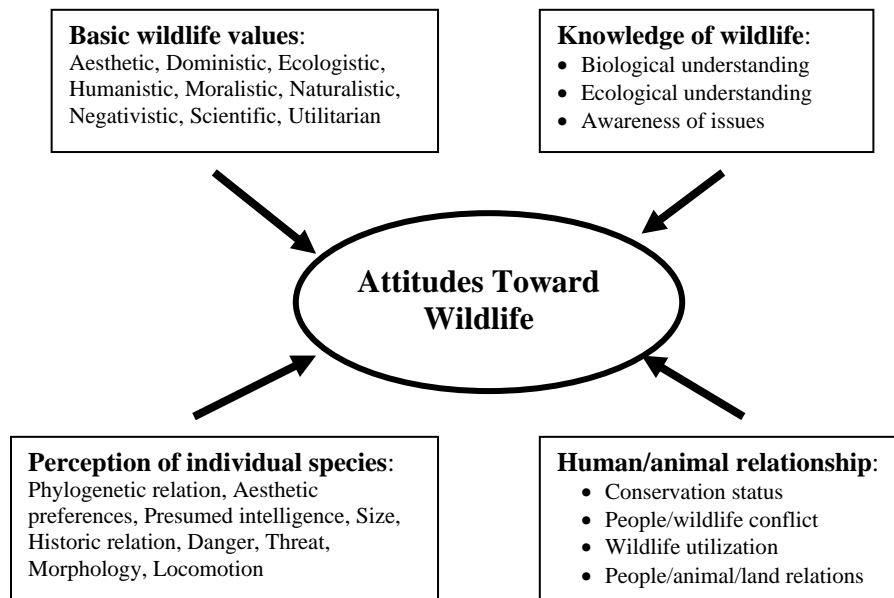 Basic wildlife values:
Aesthetic, Doministic, Ecologistic,
Humanistic, Moralistic, Naturalistic,
Negativistic, Scientific, Utilitarian
Knowledge of wildlife:
• Biological understanding
• Ecological understanding
• Awareness of issues
Attitudes Toward
Wildlife
Perception of individual species:
Phylogenetic relation, Aesthetic
preferences, Presumed intelligence, Size,
Historic relation, Danger, Threat,
Morphology, Locomotion
Human/animal relationship:
• Conservation status
• People/wildlife conflict
• Wildlife utilization
• People/animal/land relations